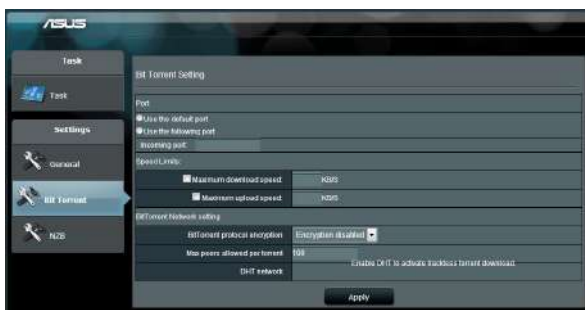 ASUS
Task
Task
Settings
General
Bit Torrent
NZB
Bit Torrent Setting
Port
Use the default port
Use the following port
Incoming port:
Speed Limits:
Maximum download speed: KB/S
Maximum upload speed: KB/S
BitTorrent Network setting
BitTorrent protocol encryption Encryption disabled
Max peers allowed per torrent
Enable DHT to activate trackless torrent download.
DHT network
Apply